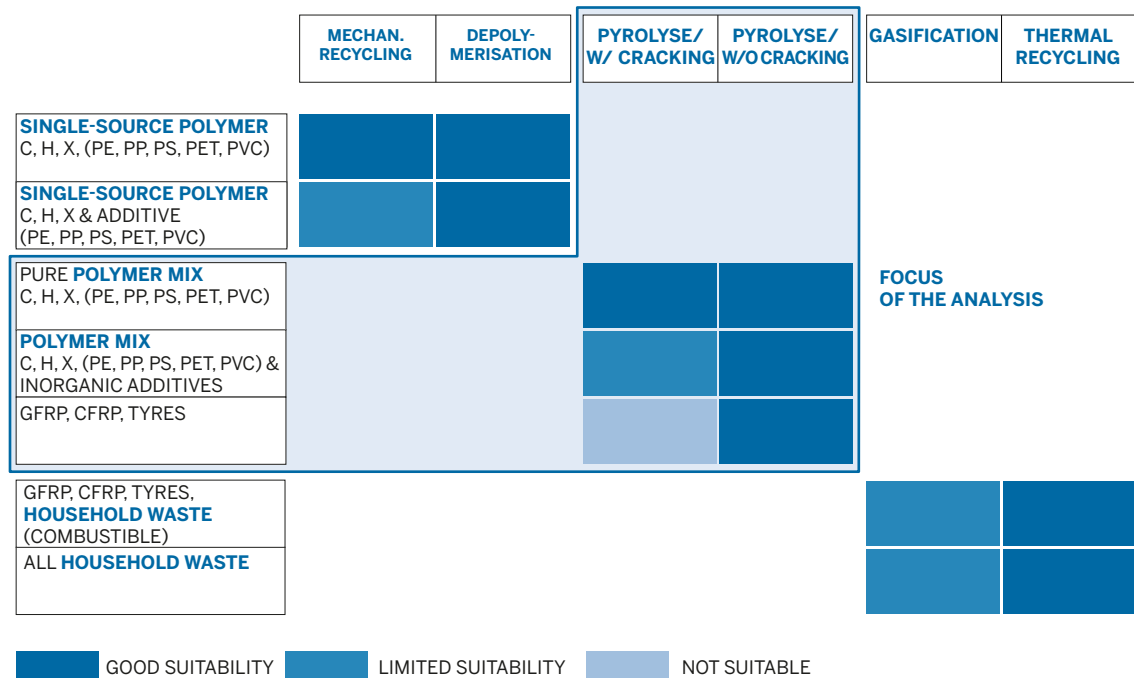 MECHAN.
RECYCLING
DEPOLY-
MERISATION
PYROLYSE/
W/ CRACKING
PYROLYSE/
W/O CRACKING
GASIFICATION
THERMAL
RECYCLING
SINGLE-SOURCE POLYMER
C, H, X, (PE, PP, PS, PET, PVC)
SINGLE-SOURCE POLYMER
C, H, X & ADDITIVE
(PE, PP, PS, PET, PVC)
PURE POLYMER MIX
C, H, X, (PE, PP, PS, PET, PVC)
POLYMER MIX
C, H, X, (PE, PP, PS, PET, PVC) &
INORGANIC ADDITIVES
GFRP, CFRP, TYRES
FOCUS
OF THE ANALYSIS
GFRP, CFRP, TYRES,
HOUSEHOLD WASTE
(COMBUSTIBLE)
ALL HOUSEHOLD WASTE
GOOD SUITABILITY
LIMITED SUITABILITY
NOT SUITABLE